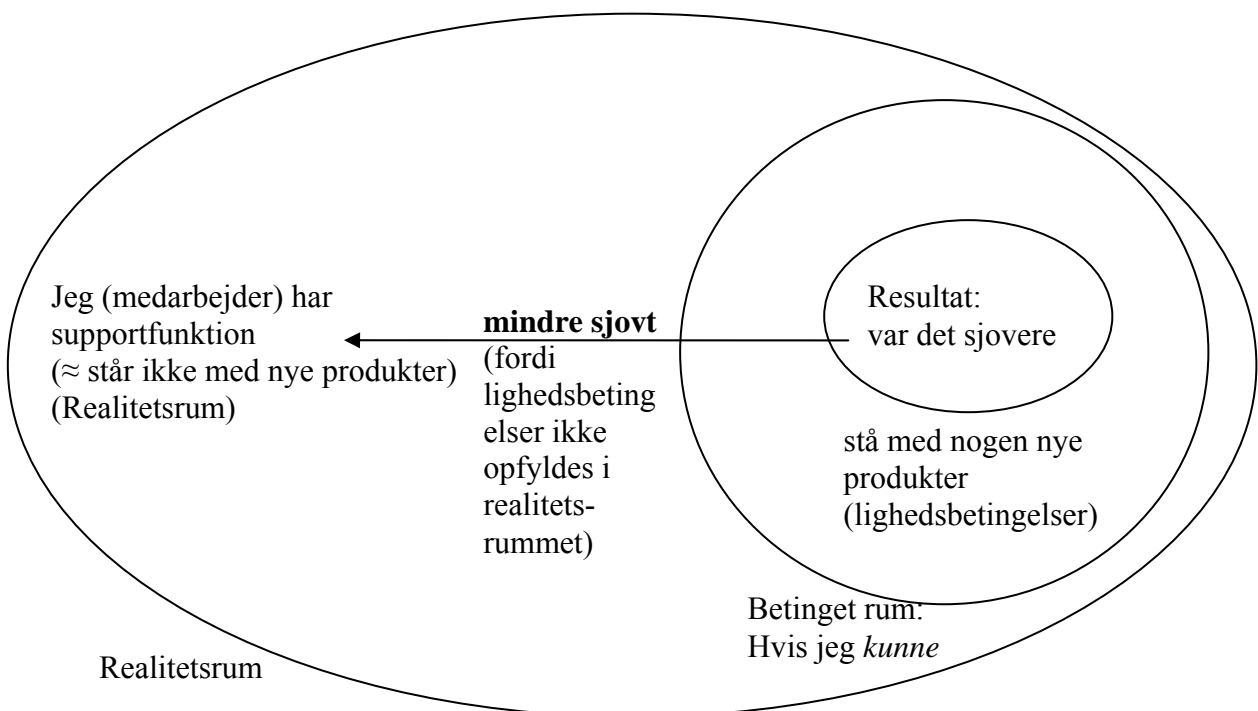 Jeg (medarbejder) har
supportfunktion
(≈ står ikke med nye produkter)
(Realitetsrum)
mindre sjovt
(fordi
lighedsbeting
elser ikke
opfyldes i
realitets-
rummet)
Resultat:
var det sjovere
stå med nogen nye
produkter
(lighedsbetingelser)
Betinget rum:
Hvis jeg kunne
Realitetsrum